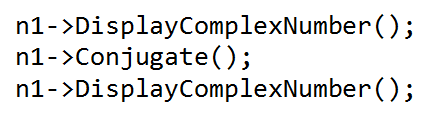 n1->DisplayComplexNumber();
n1->Conjugate();
n1->DisplayComplexNumber();